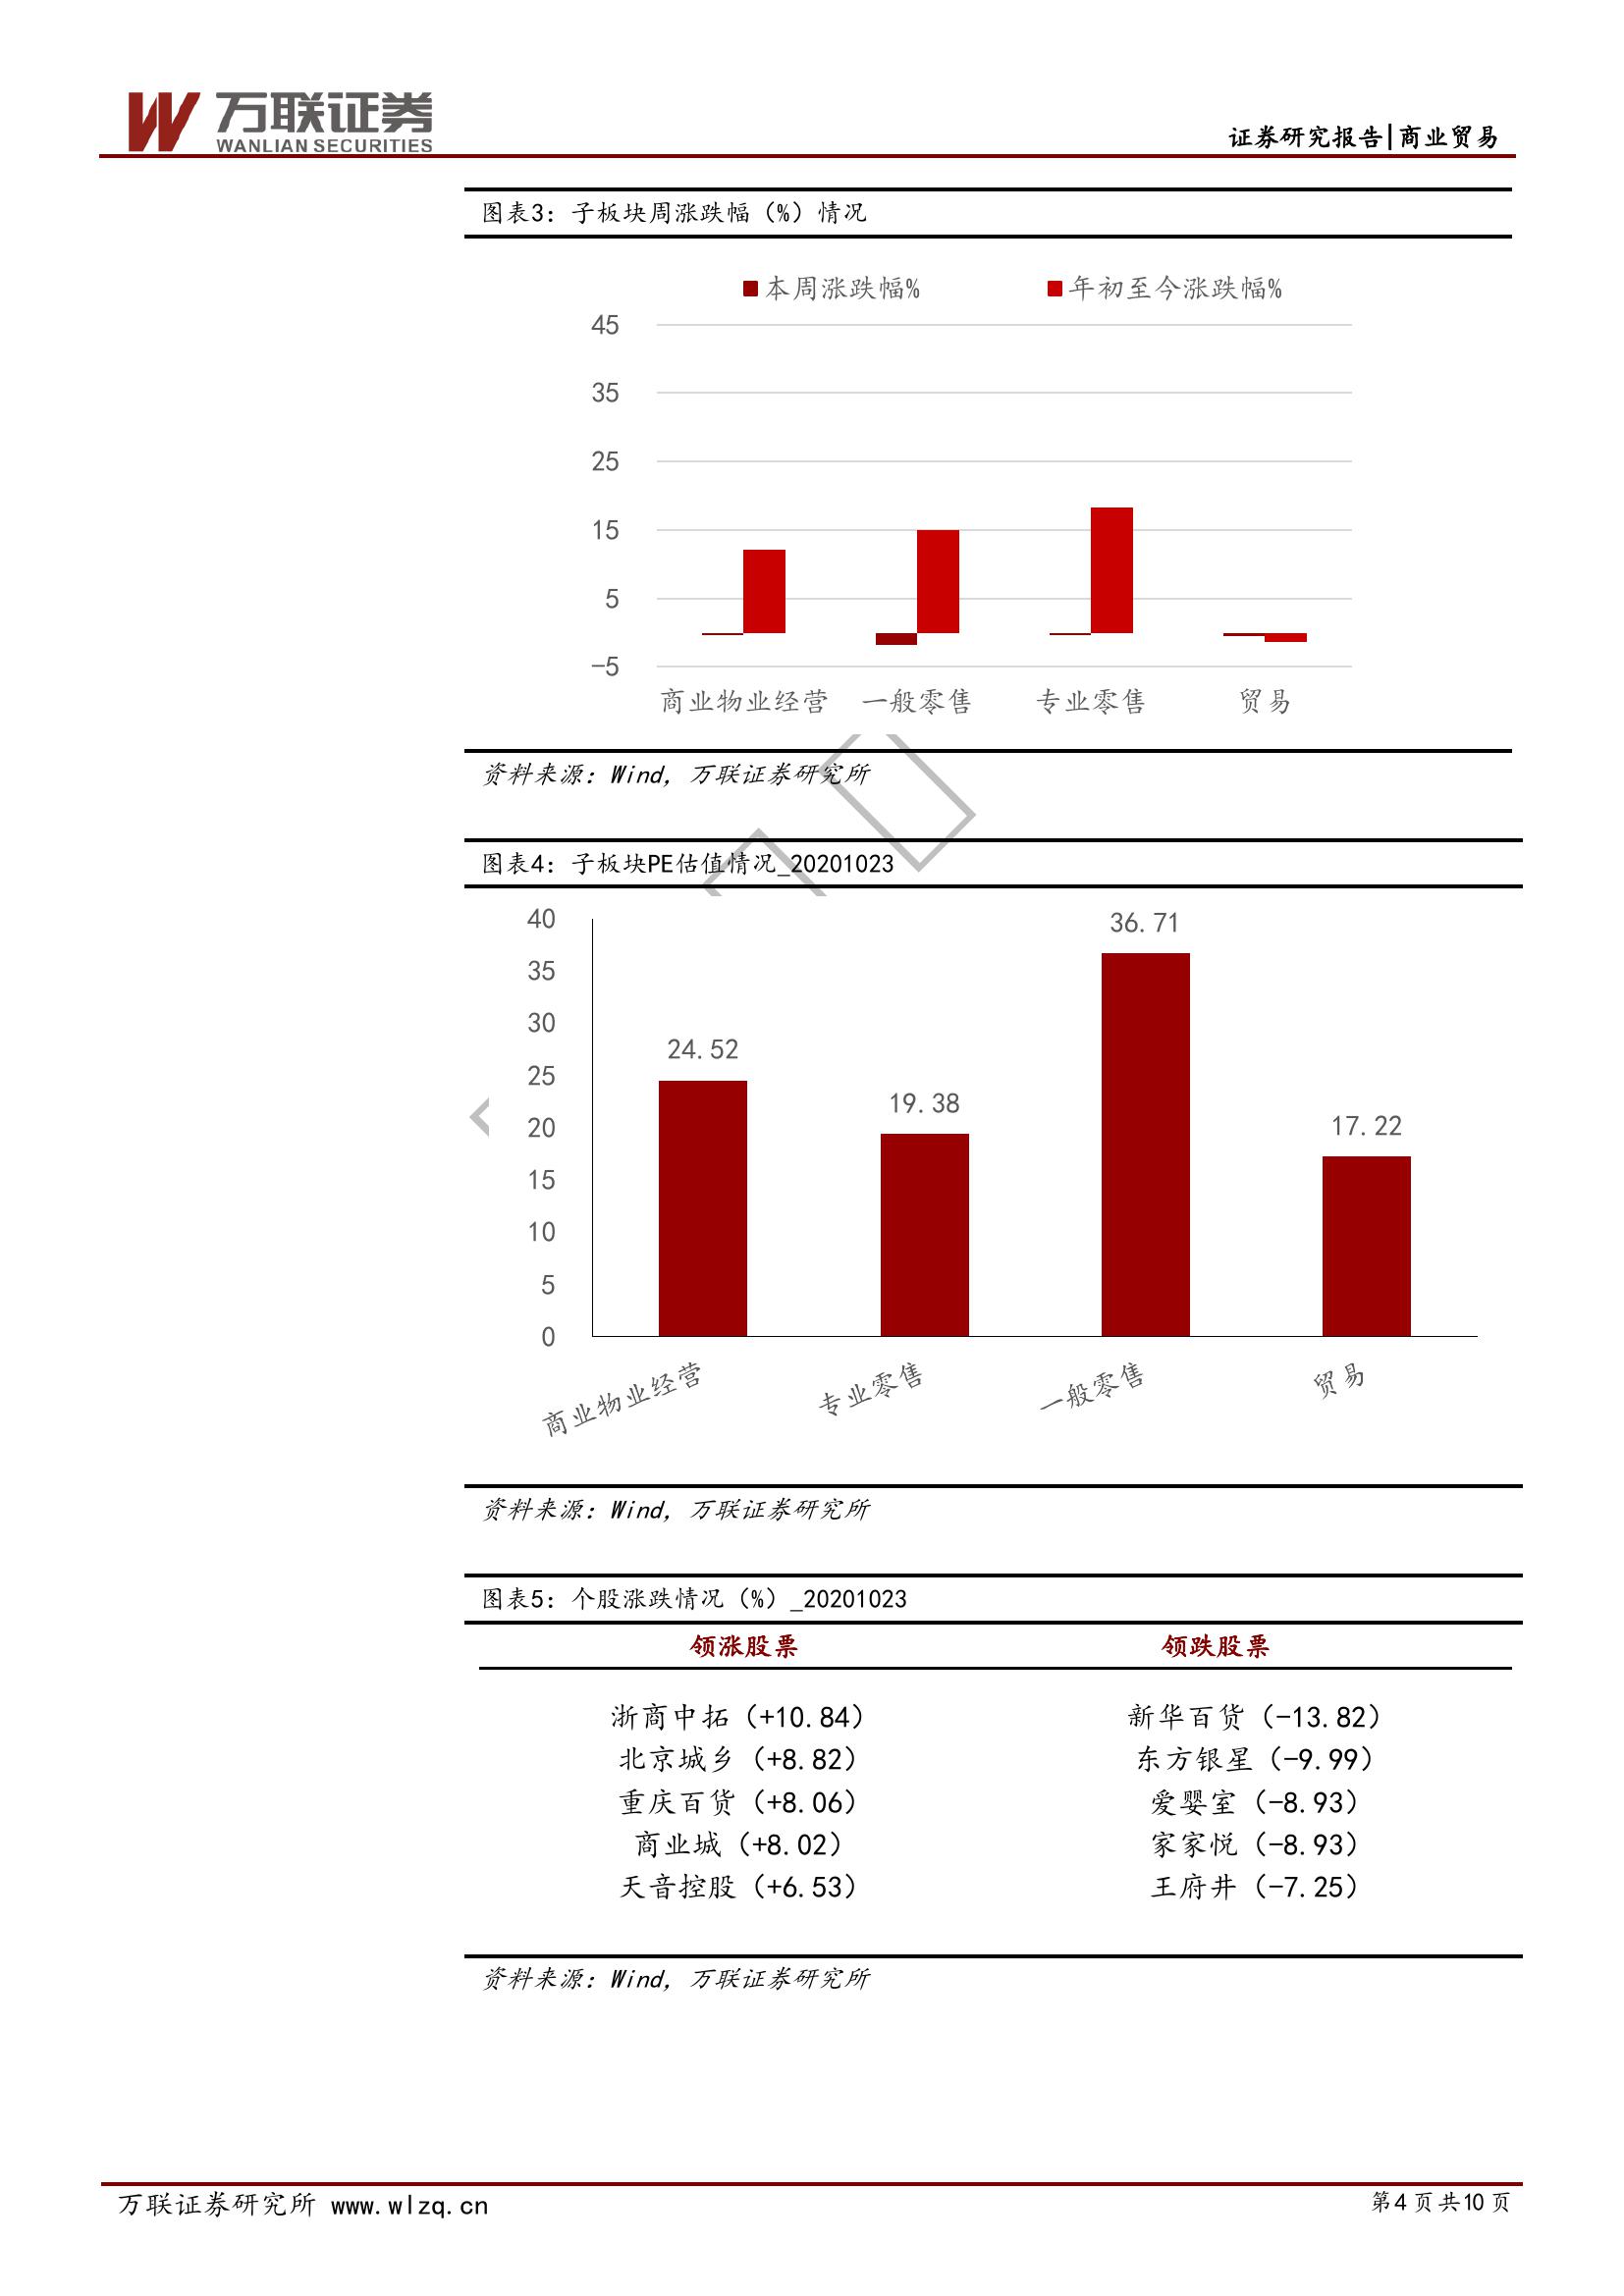 万联证券
WANLIAN SECURITIES
证券研究报告|商业贸易
图表3：子板块周涨跌幅（%）情况
本周涨跌幅% 年初至今涨跌幅%
45
35
25
15
5
-5
商业物业经营 一般零售 专业零售 贸易
资料来源：Wind，万联证券研究所
图表4：子板块PE估值情况_20201023
40
35
30
25
20
15
10
5
0
24.52
19.38
36.71
17.22
商业物业经营 专业零售 一般零售 贸易
资料来源：Wind，万联证券研究所
图表5：个股涨跌情况（%）_20201023
领涨股票 领跌股票
浙商中拓（+10.84） 新华百货（-13.82）
北京城乡（+8.82） 东方银星（-9.99）
重庆百货（+8.06） 爱婴室（-8.93）
商业城（+8.02） 家家悦（-8.93）
天音控股（+6.53） 王府井（-7.25）
资料来源：Wind，万联证券研究所
万联证券研究所 www.wlzq.cn 第4页共10页